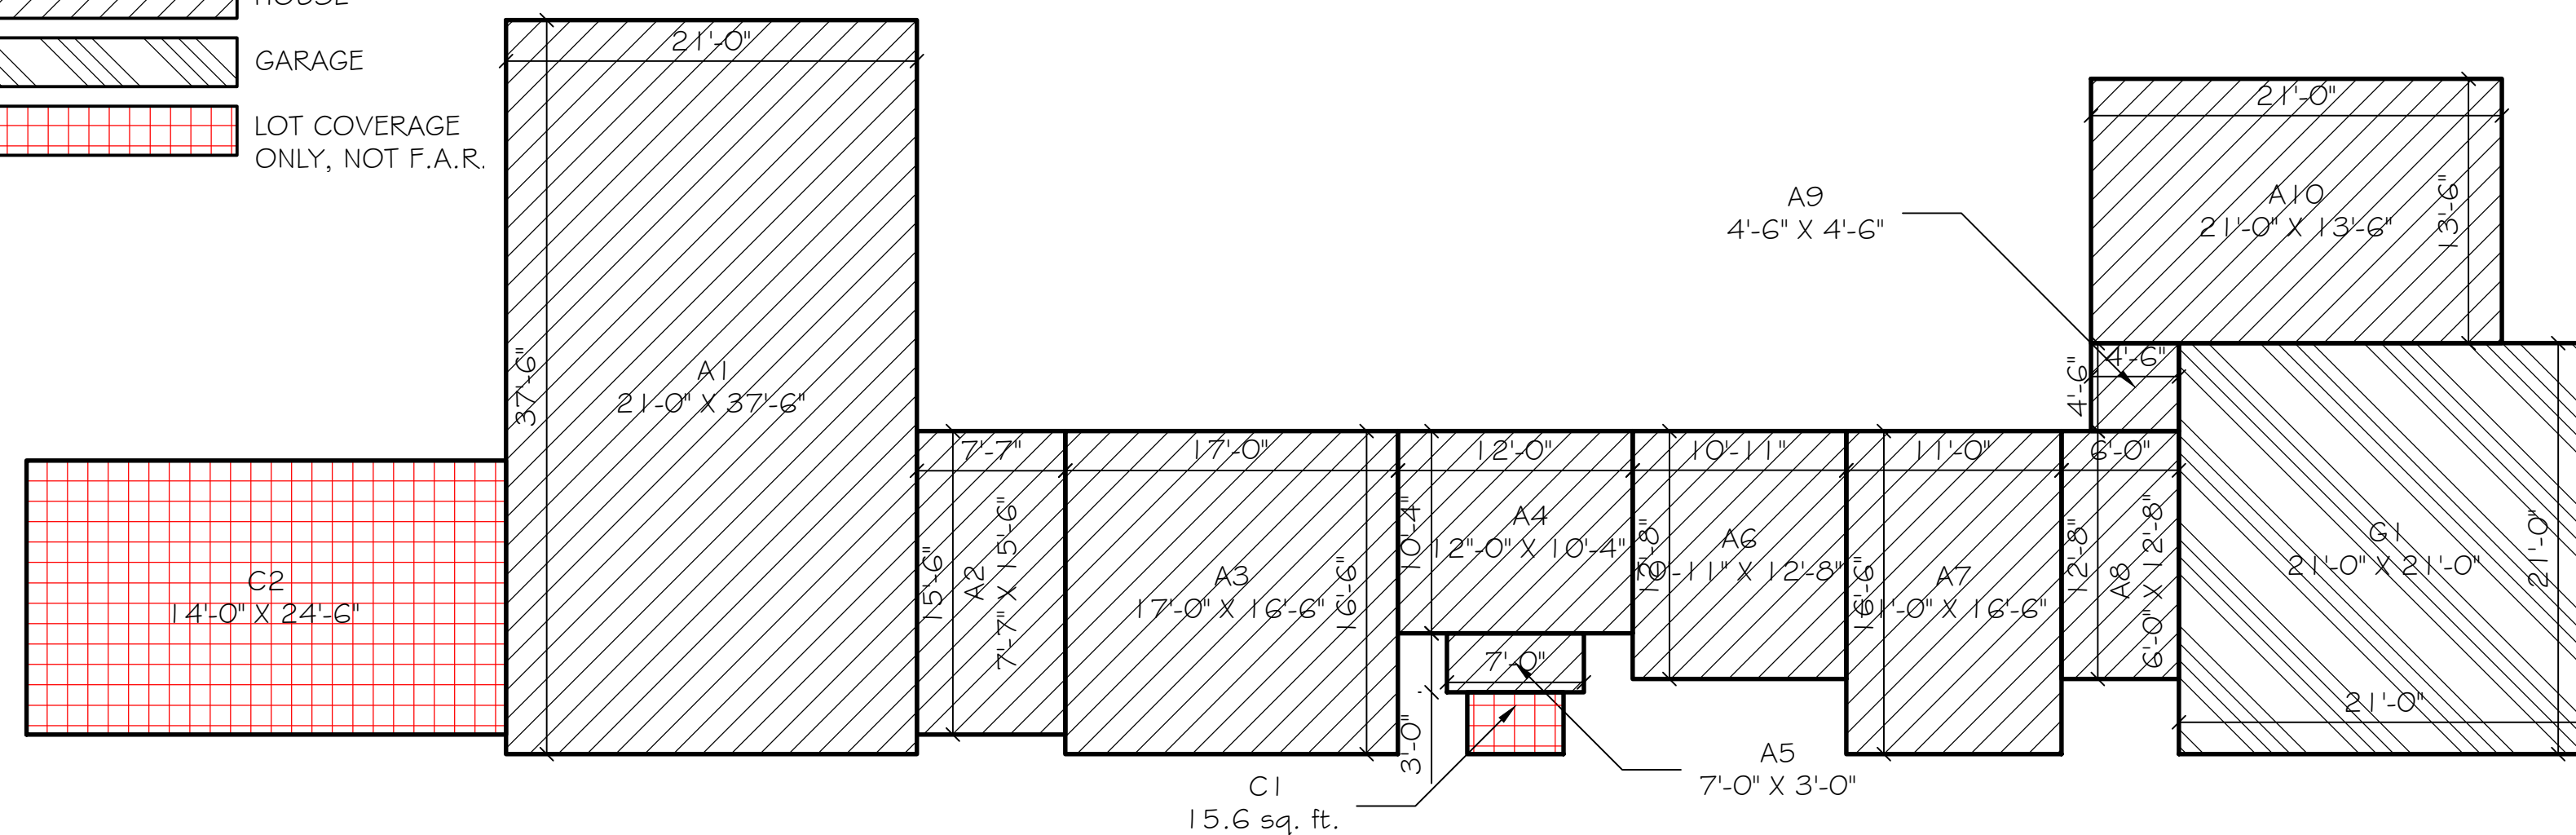 HOUSE
GARAGE
LOT COVERAGE
ONLY, NOT F.A.R.
21'-0"
37'-6"
A1
21-0" X 37'-6"
C2
14'-0" X 24'-6"
7'-7"
15'-6"
A2
7'-7" X 15'-6"
17'-0"
16'-6"
A3
17'-0" X 16'-6"
12'-0"
10'-4"
A4
12"-0" X 10'-4"
7'-0"
3'-0"
A5
7'-0" X 3'-0"
C1
15.6 sq. ft.
10'-11"
12'-8"
A6
10'-11" X 12'-8"
11'-0"
16'-6"
A7
11'-0" X 16'-6"
6'-0"
12'-8"
A8
6'-0" X 12'-8"
A9
4'-6" X 4'-6"
4'-6"
4'-6"
21'-0"
13'-6"
A10
21'-0" X 13'-6"
G1
21'-0" X 21'-0"
21'-0"
21'-0"